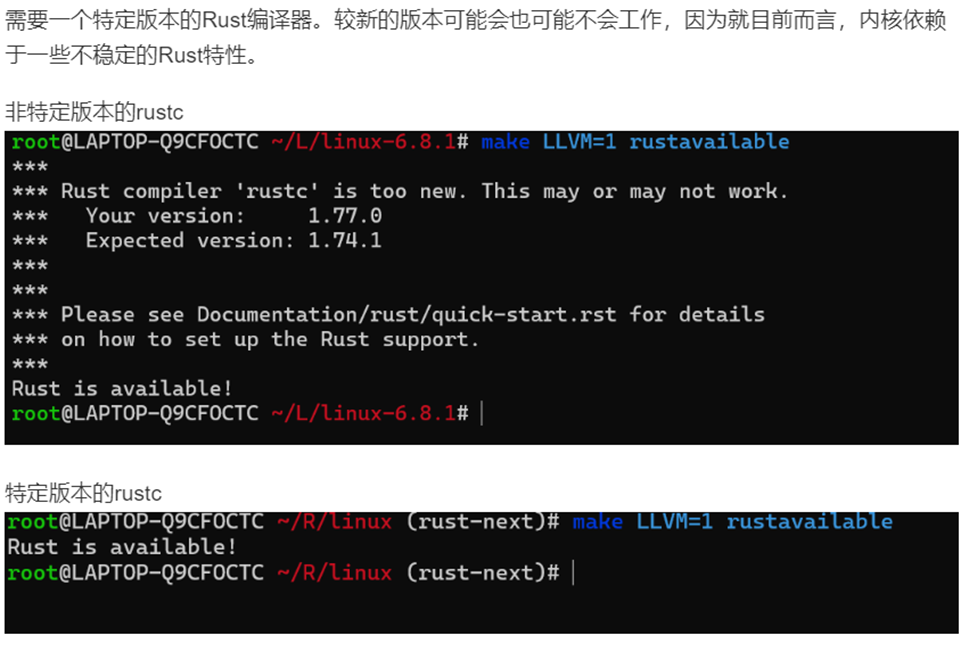 需要一个特定版本的Rust编译器。较新的版本可能会也可能不会工作，因为就目前而言，内核依赖
于一些不稳定的Rust特性。
非特定版本的rustc
root@LAPTOP-Q9CFOCTC ~/L/linux-6.8.1# make LLVM=1 rustavailable
***
*** Rust compiler 'rustc' is too new. This may or may not work.
***   Your version:     1.77.0
***   Expected version: 1.74.1
***
***
*** Please see Documentation/rust/quick-start.rst for details
*** on how to set up the Rust support.
***
Rust is available!
root@LAPTOP-Q9CFOCTC ~/L/linux-6.8.1#
特定版本的rustc
root@LAPTOP-Q9CFOCTC ~/R/linux (rust-next)# make LLVM=1 rustavailable
Rust is available!
root@LAPTOP-Q9CFOCTC ~/R/linux (rust-next)#